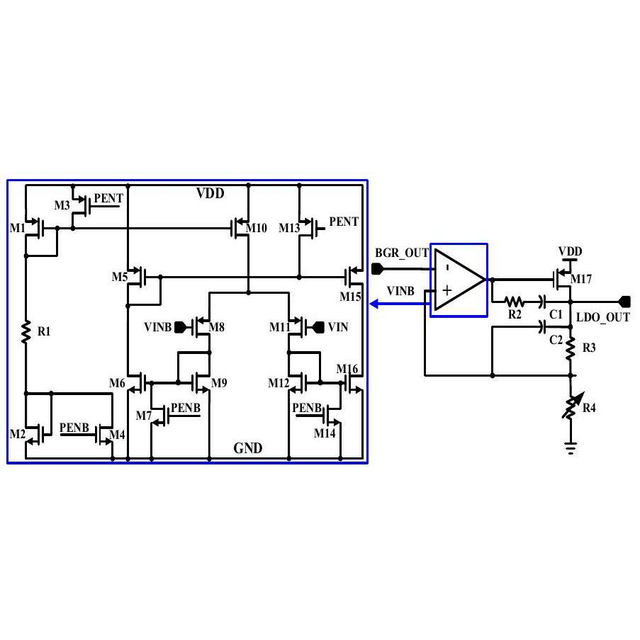 VDD
M3
PENT
M1
M10
M13
PENT
M5
M15
R1
VINB
M8
M11
VIN
M6
M9
M12
M16
M7
PENB
M2
PENB
M4
PENB
M14
GND
BGR_OUT
VINB
-
+
VDD
M17
R2
C1
LDO_OUT
C2
R3
R4